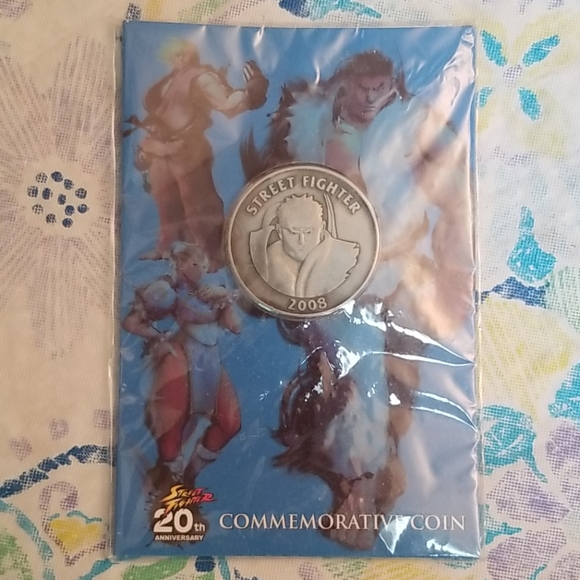 STREET FIGHTER
2008
STREET
FIGHTER
20th
ANNIVERSARY
COMMEMORATIVE COIN